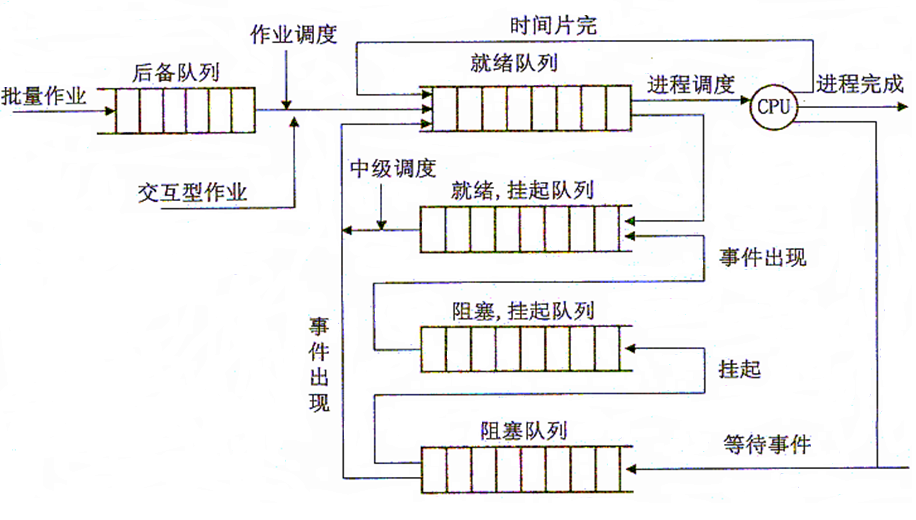 时间片完
作业调度
后备队列
就绪队列
批量作业
进程调度
CPU
进程完成
中级调度
交互型作业
就绪,挂起队列
事件出现
阻塞,挂起队列
事件出现
挂起
阻塞队列
等待事件